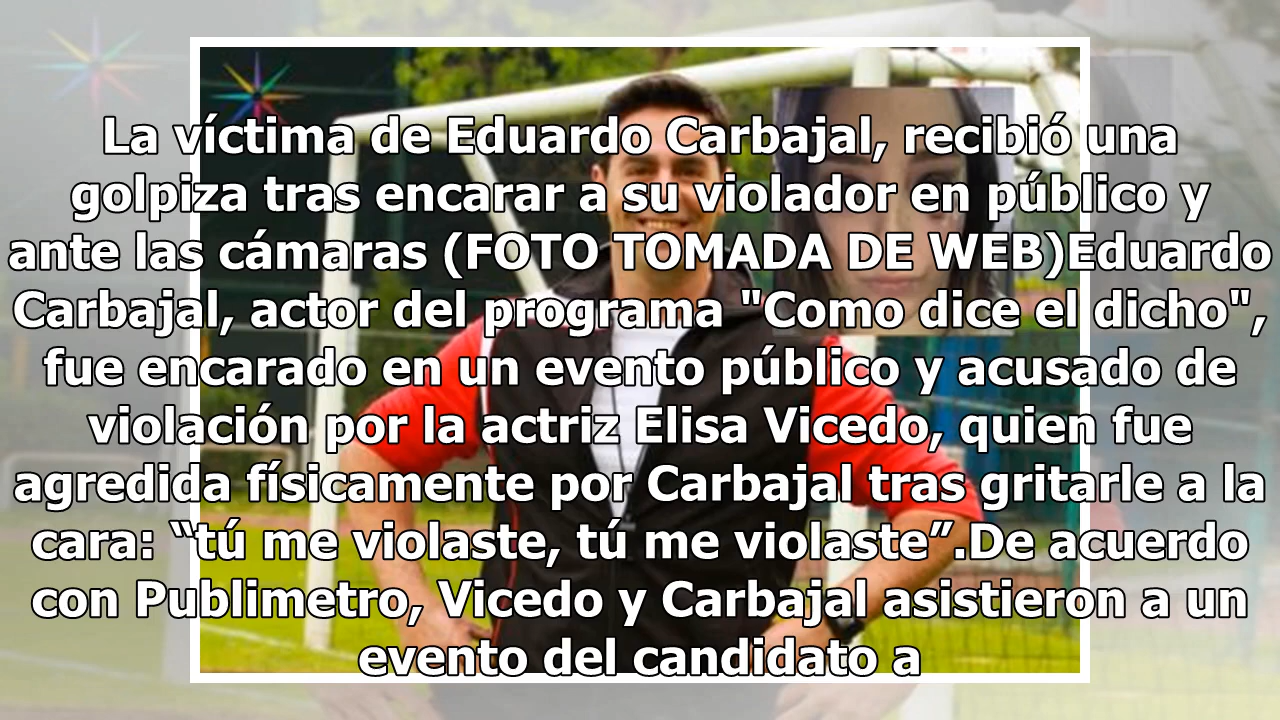 La víctima de Eduardo Carbajal, recibió una
golpiza tras encarar a su violador en público y
ante las cámaras (FOTO TOMADA DE WEB)Eduardo
Carbajal, actor del programa "Como dice el dicho",
fue encarado en un evento público y acusado de
violación por la actriz Elisa Vicedo, quien fue
agredida físicamente por Carbajal tras gritarle a la
cara: “tú me violaste, tú me violaste”.De acuerdo
con Publimetro, Vicedo y Carbajal asistieron a un
evento del candidato a